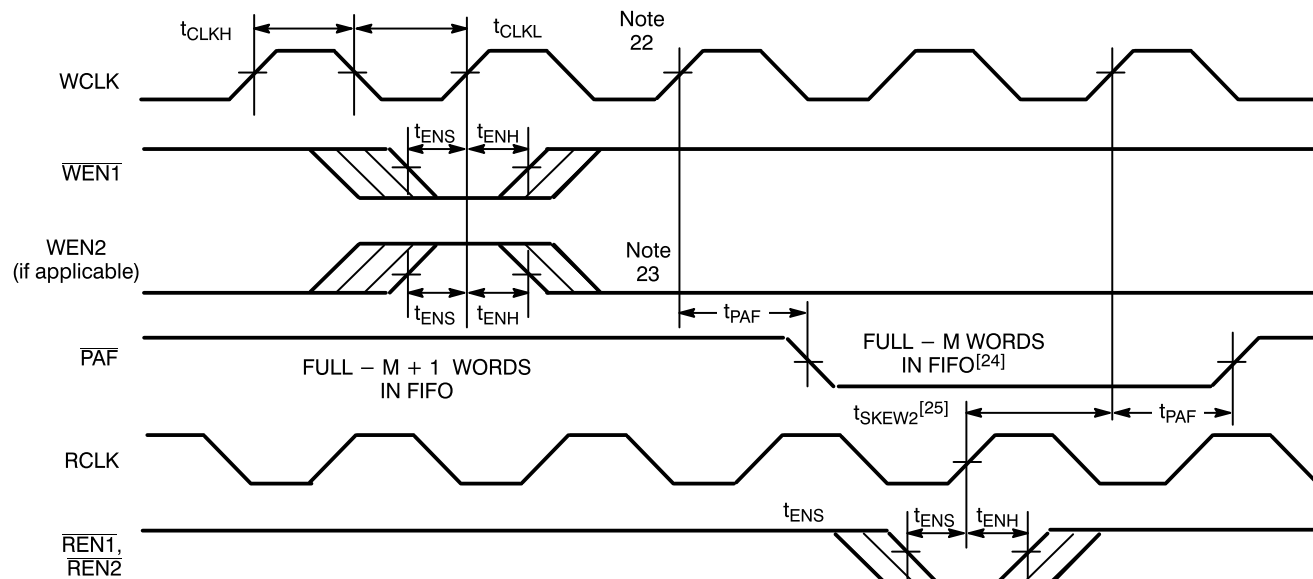 tCLKH
tCLKL
Note
22
WCLK
tENS
tENH
WEN1
WEN2
(if applicable)
Note
23
tENS
tENH
tPAF
PAF
FULL − M + 1 WORDS
IN FIFO
FULL − M WORDS
IN FIFO[24]
tSKEW2[25]
tPAF
RCLK
tENS
tENS
tENH
REN1,
REN2